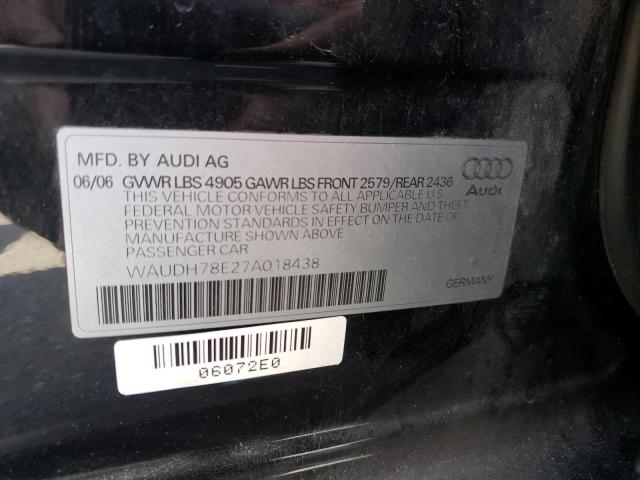 MFD. BY AUDI AG
06/06 GVWR LBS 4905 GAWR LBS FRONT 2579/REAR 2436
THIS VEHICLE CONFORMS TO ALL APPLICABLE U.S
FEDERAL MOTOR VEHICLE SAFETY, BUMPER AND THEFT
PREVENTION STANDARDS IN EFFECT ON THE DATE OF
MANUFACTURE SHOWN ABOVE
PASSENGER CAR
Audi
WAUDH78E27A018438
GERMANY
06072E0